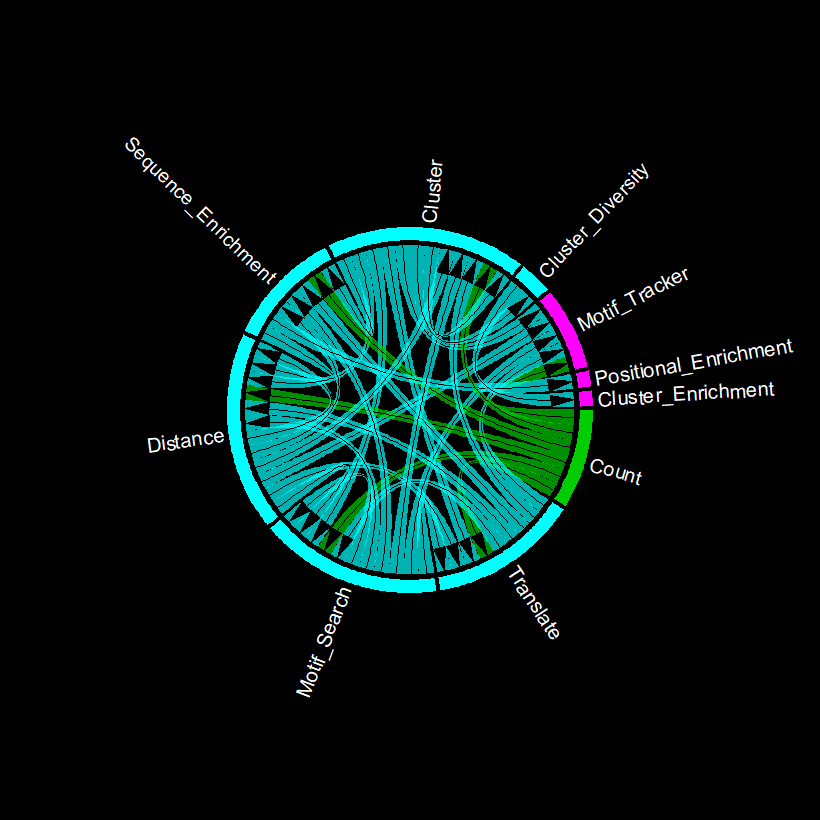 Sequence_Enrichment
Cluster
Cluster_Diversity
Motif_Tracker
Positional_Enrichment
Cluster_Enrichment
Count
Translate
Motif_Search
Distance